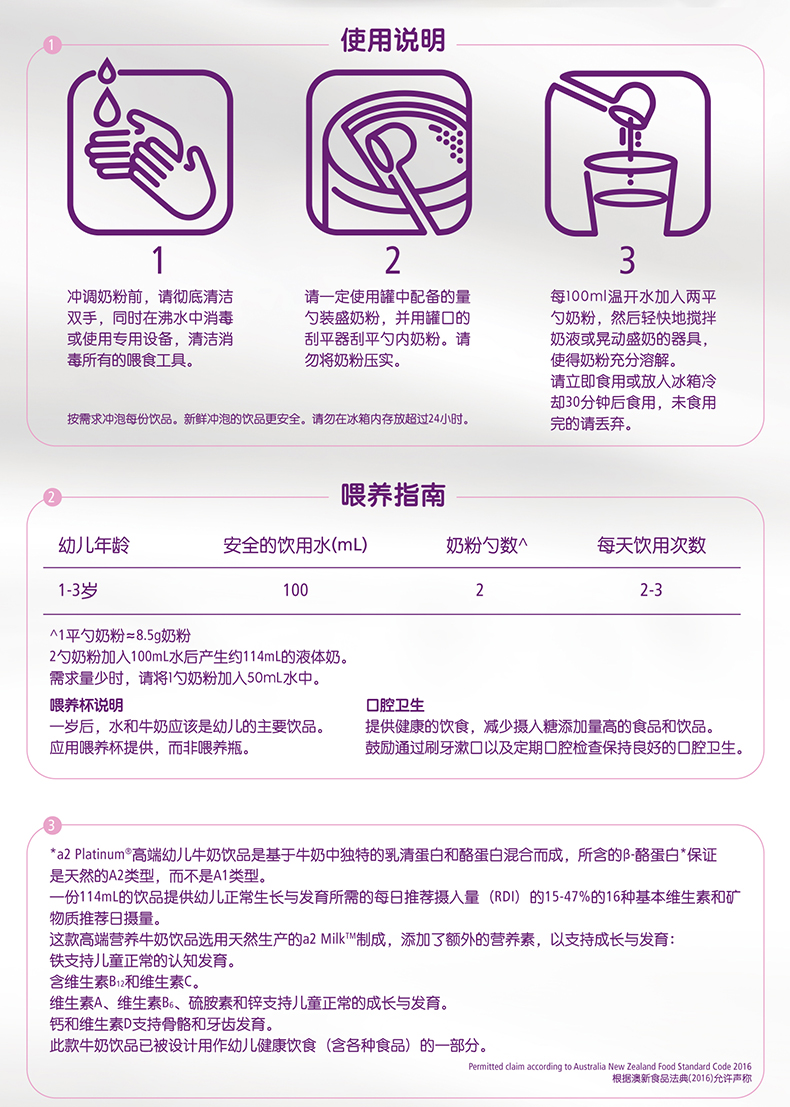 1
使用说明
1
冲调奶粉前，请彻底清洁
双手，同时在沸水中消毒
或使用专用设备，清洁消
毒所有的喂食工具。
2
请一定使用罐中配备的量
勺装盛奶粉，并用罐口的
刮平器刮平勺内奶粉。请
勿将奶粉压实。
3
每100ml温开水加入两平
勺奶粉，然后轻快地搅拌
奶液或晃动盛奶的器具，
使得奶粉充分溶解。
请立即食用或放入冰箱冷
却30分钟后食用，未食用
完的请丢弃。
按需求冲泡每份饮品。新鲜冲泡的饮品更安全。请勿在冰箱内存放超过24小时。
2
喂养指南
幼儿年龄 安全的饮用水(mL) 奶粉勺数^ 每天饮用次数
1-3岁 100 2 2-3
^1平勺奶粉≈8.5g奶粉
2勺奶粉加入100mL水后产生约114mL的液体奶。
需求量少时，请将1勺奶粉加入50mL水中。
喂养杯说明
一岁后，水和牛奶应该是幼儿的主要饮品。
应用喂养杯提供，而非喂养瓶。
口腔卫生
提供健康的饮食，减少摄入糖添加量高的食品和饮品。
鼓励通过刷牙漱口以及定期口腔检查保持良好的口腔卫生。
3
*a2 Platinum®高端幼儿牛奶饮品是基于牛奶中独特的乳清蛋白和酪蛋白混合而成，所含的β-酪蛋白*保证
是天然的A2类型，而不是A1类型。
一份114mL的饮品提供幼儿正常生长与发育所需的每日推荐摄入量（RDI）的15-47%的16种基本维生素和矿
物质推荐日摄量。
这款高端营养牛奶饮品选用天然生产的a2 Milk™制成，添加了额外的营养素，以支持成长与发育：
铁支持儿童正常的认知发育。
含维生素B12和维生素C。
维生素A、维生素B6、硫胺素和锌支持儿童正常的成长与发育。
钙和维生素D支持骨骼和牙齿发育。
此款牛奶饮品已被设计用作幼儿健康饮食（含各种食品）的一部分。
Permitted claim according to Australia New Zealand Food Standard Code 2016
根据澳新食品法典(2016)允许声称